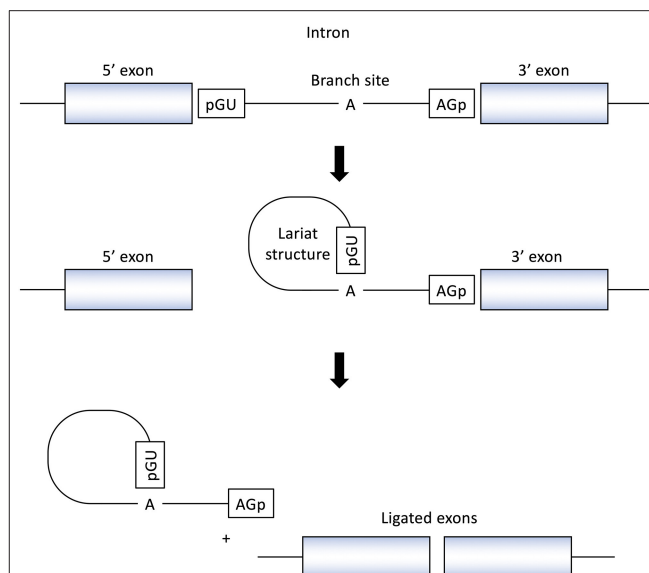 Intron
5’ exon
Branch site
3’ exon
pGU
A
AGp
Lariat
structure
pGU
5’ exon
3’ exon
A
AGp
pGU
A
AGp
Ligated exons
+